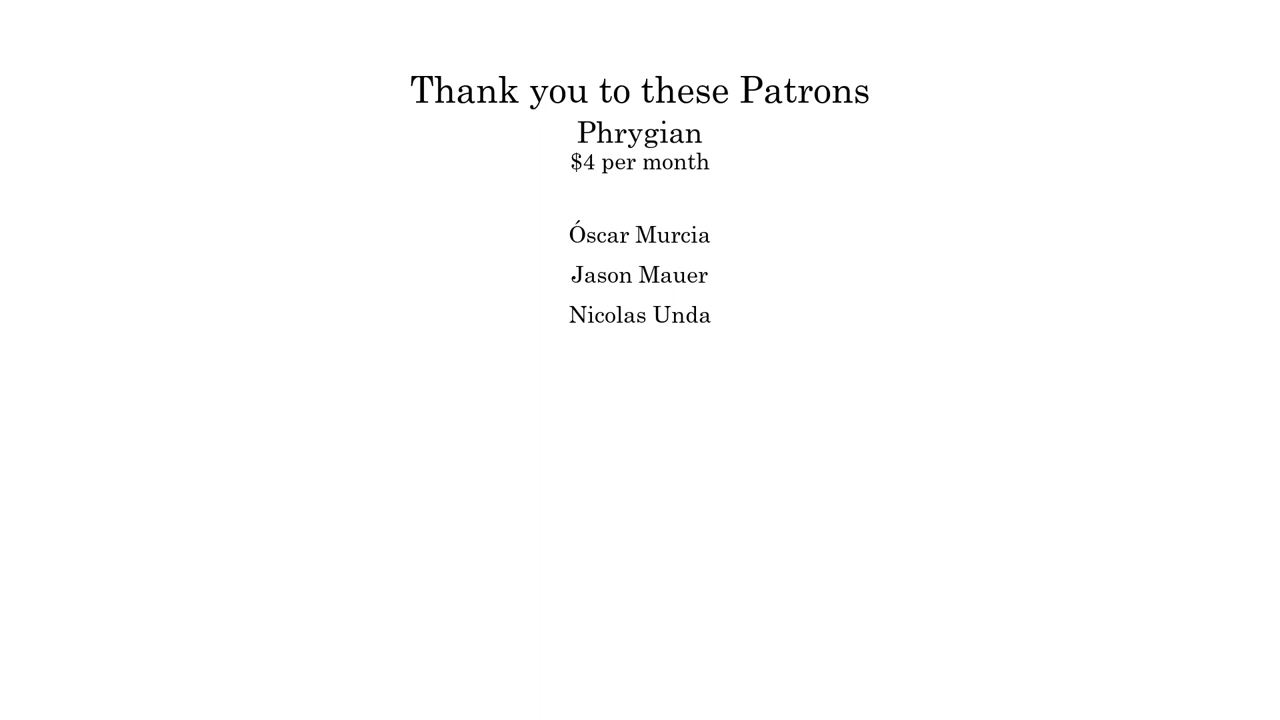 Thank you to these Patrons
Phrygian
$4 per month
Óscar Murcia
Jason Mauer
Nicolas Unda